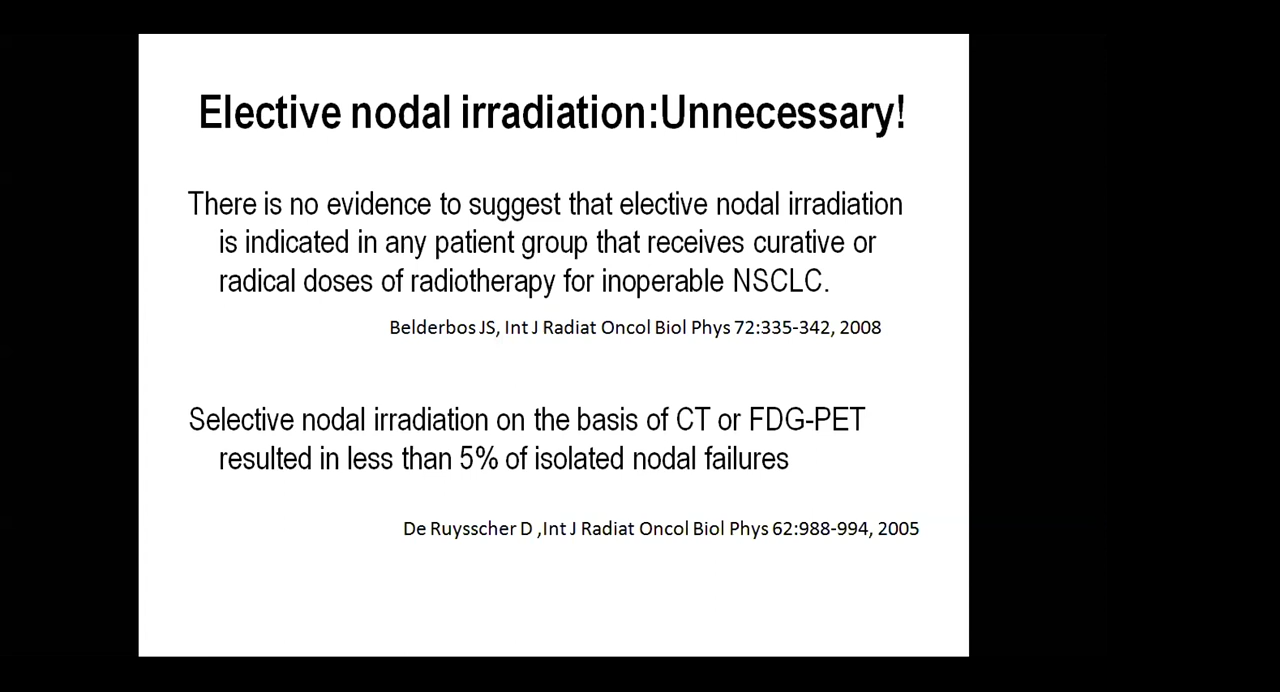 Elective nodal irradiation:Unnecessary!
There is no evidence to suggest that elective nodal irradiation
is indicated in any patient group that receives curative or
radical doses of radiotherapy for inoperable NSCLC.
Belderbos JS, Int J Radiat Oncol Biol Phys 72:335-342, 2008
Selective nodal irradiation on the basis of CT or FDG-PET
resulted in less than 5% of isolated nodal failures
De Ruysscher D ,Int J Radiat Oncol Biol Phys 62:988-994, 2005